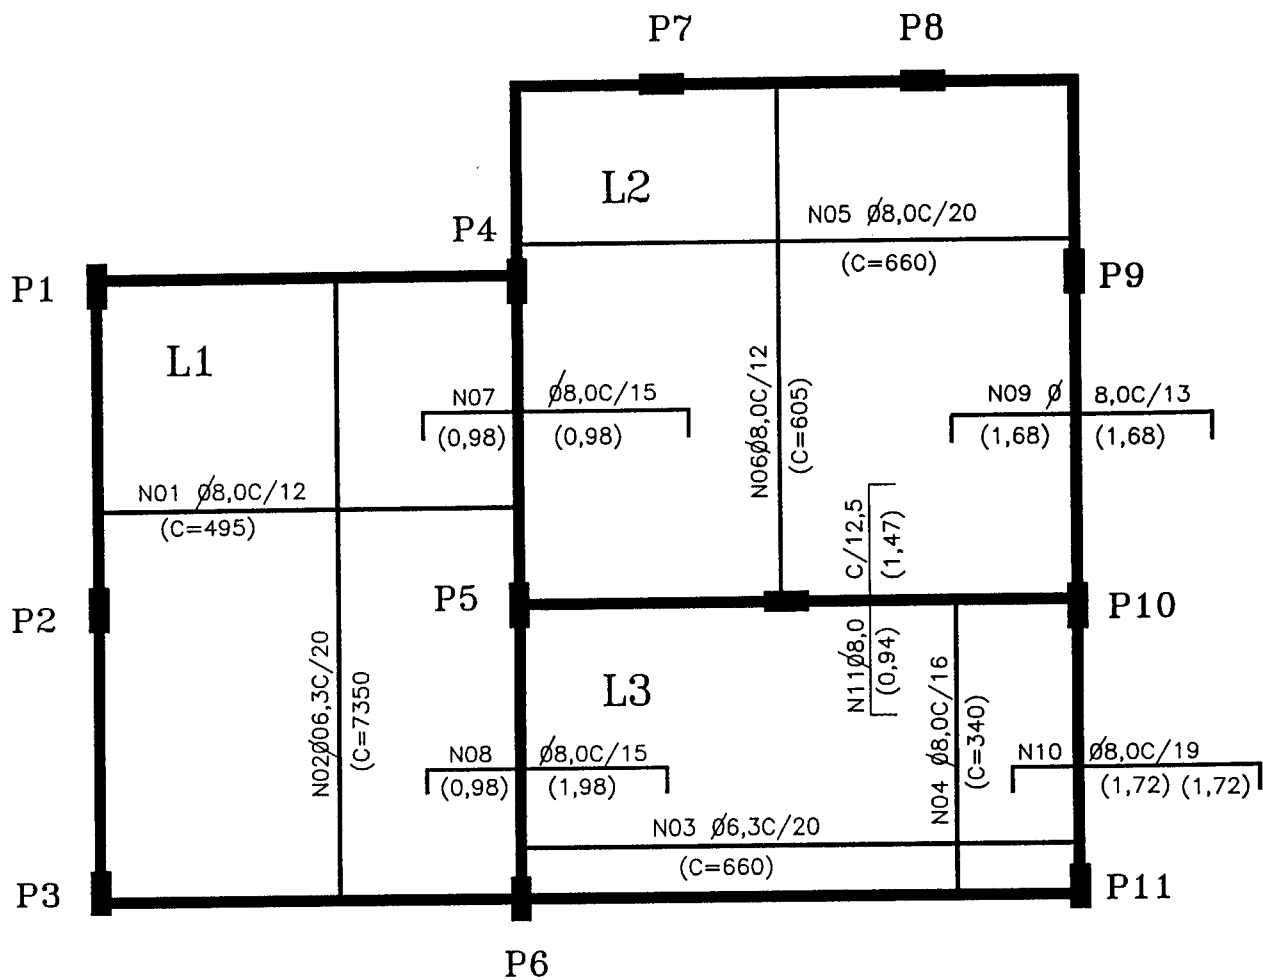 P7
P8
L2
N05 Ø8,0C/20
(C=660)
P4
P1
P9
L1
N07 Ø8,0C/15
(0,98) (0,98)
N06Ø8,0C/12
(C=605)
N09 Ø 8,0C/13
(1,68) (1,68)
N01 Ø8,0C/12
(C=495)
N11Ø8,0 C/12,5
(0,94) (1,47)
P5
P10
P2
N02Ø06,3C/20
(C=7350
L3
N04 Ø8,0C/16
(C=340)
N08 Ø8,0C/15
(0,98) (1,98)
N10 Ø8,0C/19
(1,72) (1,72)
N03 Ø6,3C/20
(C=660)
P3
P11
P6